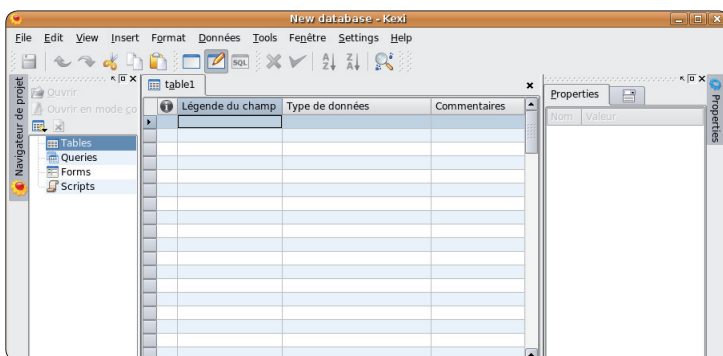 New database - Kexi
File Edit View Insert Format Données Tools Fenêtre Settings Help
SQL
Navigateur de projet
Ouvrir
Ouvrir en mode co
Tables
Queries
Forms
Scripts
table1
Légende du champ Type de données Commentaires
Properties
Nom Valeur
Properties